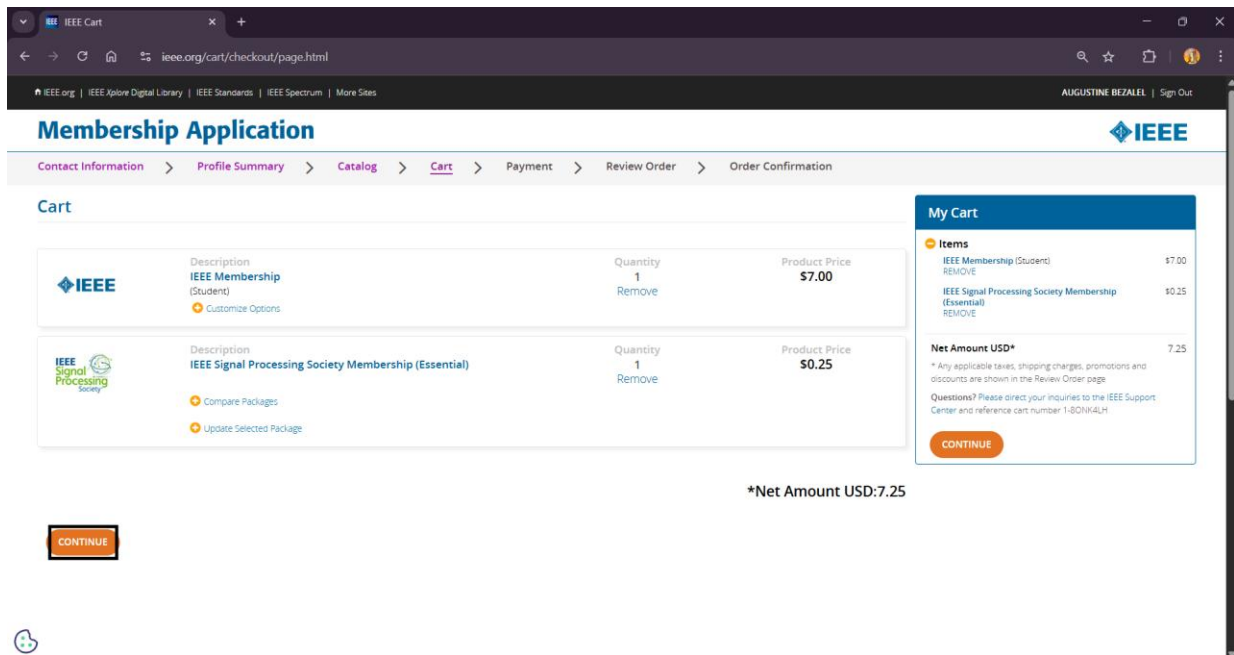 IEEE Cart
ieee.org/cart/checkout/page.html
IEEE.org | IEEE Xplore Digital Library | IEEE Standards | IEEE Spectrum | More Sites
AUGUSTINE BEZALEL | Sign Out
Membership Application
IEEE
Contact Information > Profile Summary > Catalog > Cart > Payment > Review Order > Order Confirmation
Cart
IEEE
Description
IEEE Membership
(Student)
Customize Options
Quantity
1
Remove
Product Price
$7.00
IEEE
Signal
Processing
Society
Description
IEEE Signal Processing Society Membership (Essential)
Compare Packages
Update Selected Package
Quantity
1
Remove
Product Price
$0.25
*Net Amount USD:7.25
CONTINUE
My Cart
Items
IEEE Membership (Student) $7.00
REMOVE
IEEE Signal Processing Society Membership $0.25
(Essential)
REMOVE
Net Amount USD* 7.25
* Any applicable taxes, shipping charges, promotions and
discounts are shown in the Review Order page
Questions? Please direct your inquiries to the IEEE Support
Center and reference cart number 1-8ONK4LH
CONTINUE